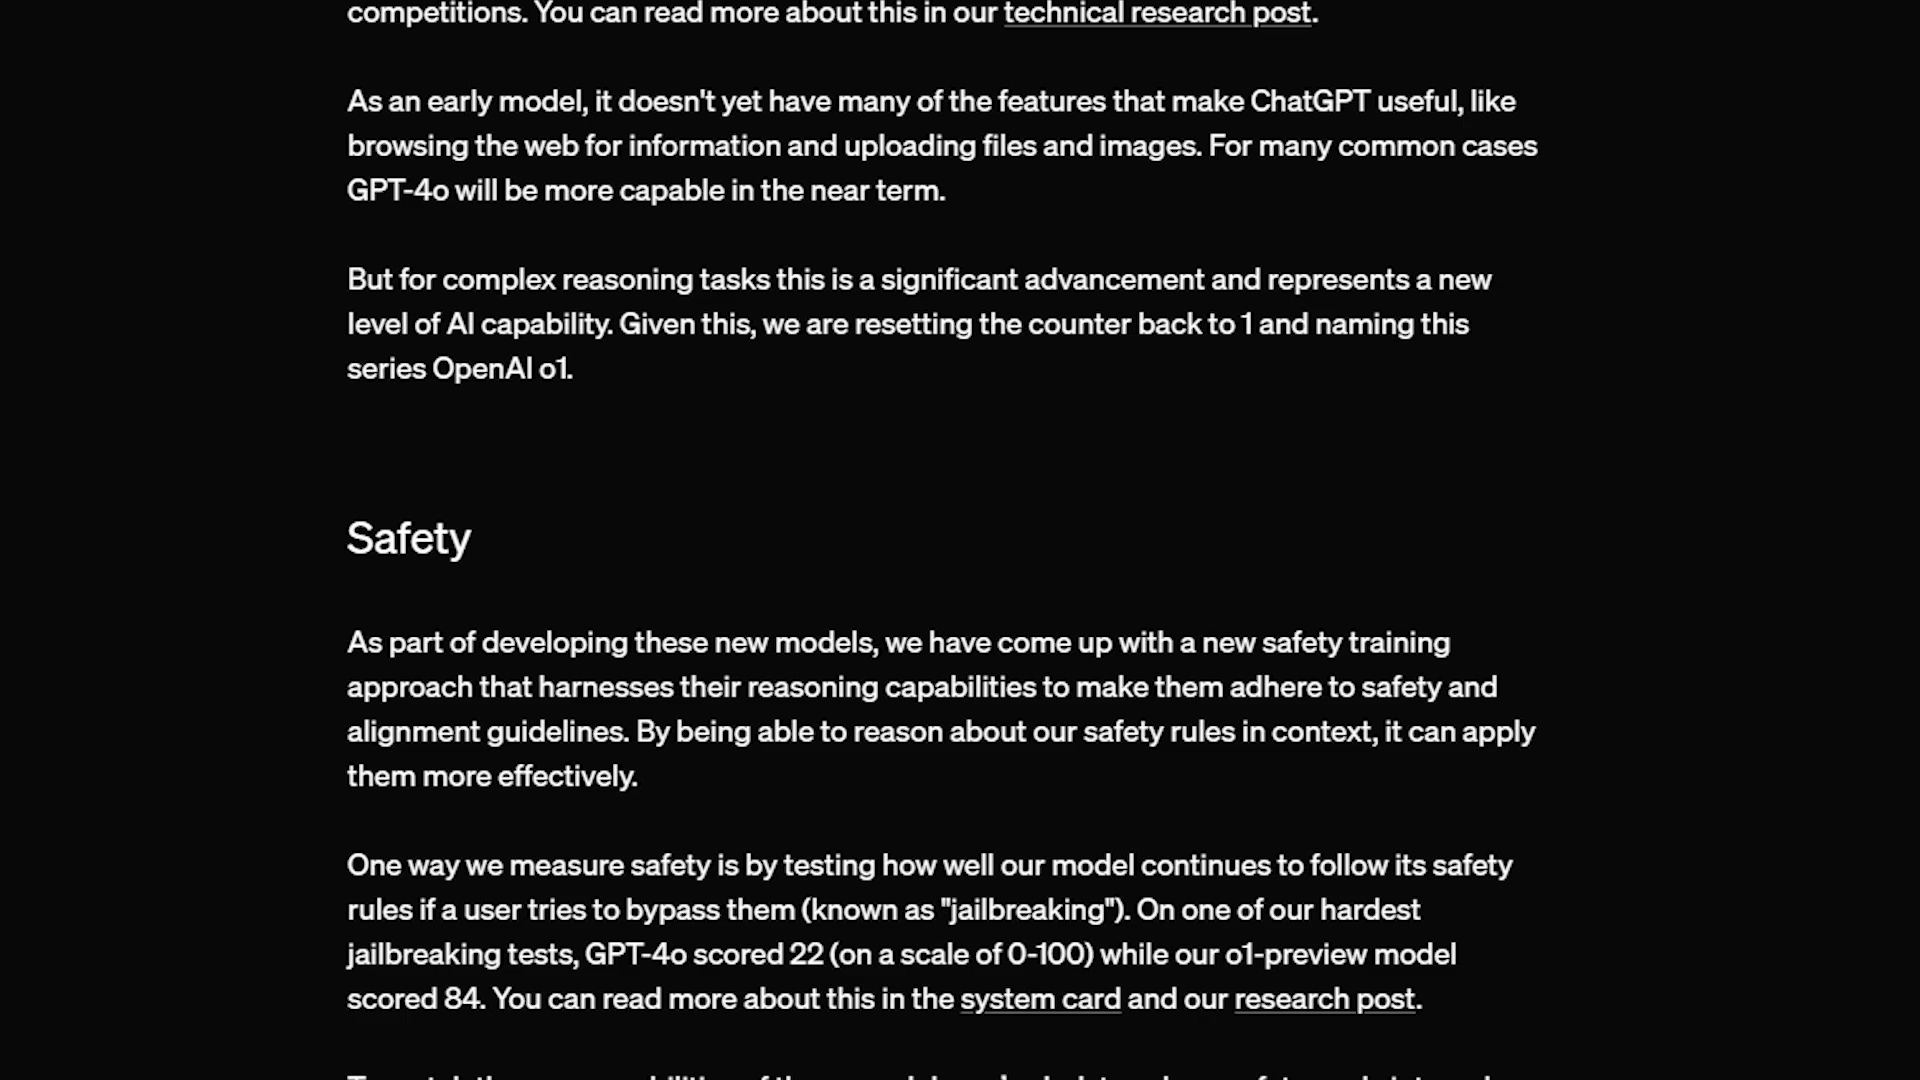 competitions. You can read more about this in our technical research post.
As an early model, it doesn't yet have many of the features that make ChatGPT useful, like
browsing the web for information and uploading files and images. For many common cases
GPT-4o will be more capable in the near term.
But for complex reasoning tasks this is a significant advancement and represents a new
level of AI capability. Given this, we are resetting the counter back to 1 and naming this
series OpenAI o1.
Safety
As part of developing these new models, we have come up with a new safety training
approach that harnesses their reasoning capabilities to make them adhere to safety and
alignment guidelines. By being able to reason about our safety rules in context, it can apply
them more effectively.
One way we measure safety is by testing how well our model continues to follow its safety
rules if a user tries to bypass them (known as "jailbreaking"). On one of our hardest
jailbreaking tests, GPT-4o scored 22 (on a scale of 0-100) while our o1-preview model
scored 84. You can read more about this in the system card and our research post.